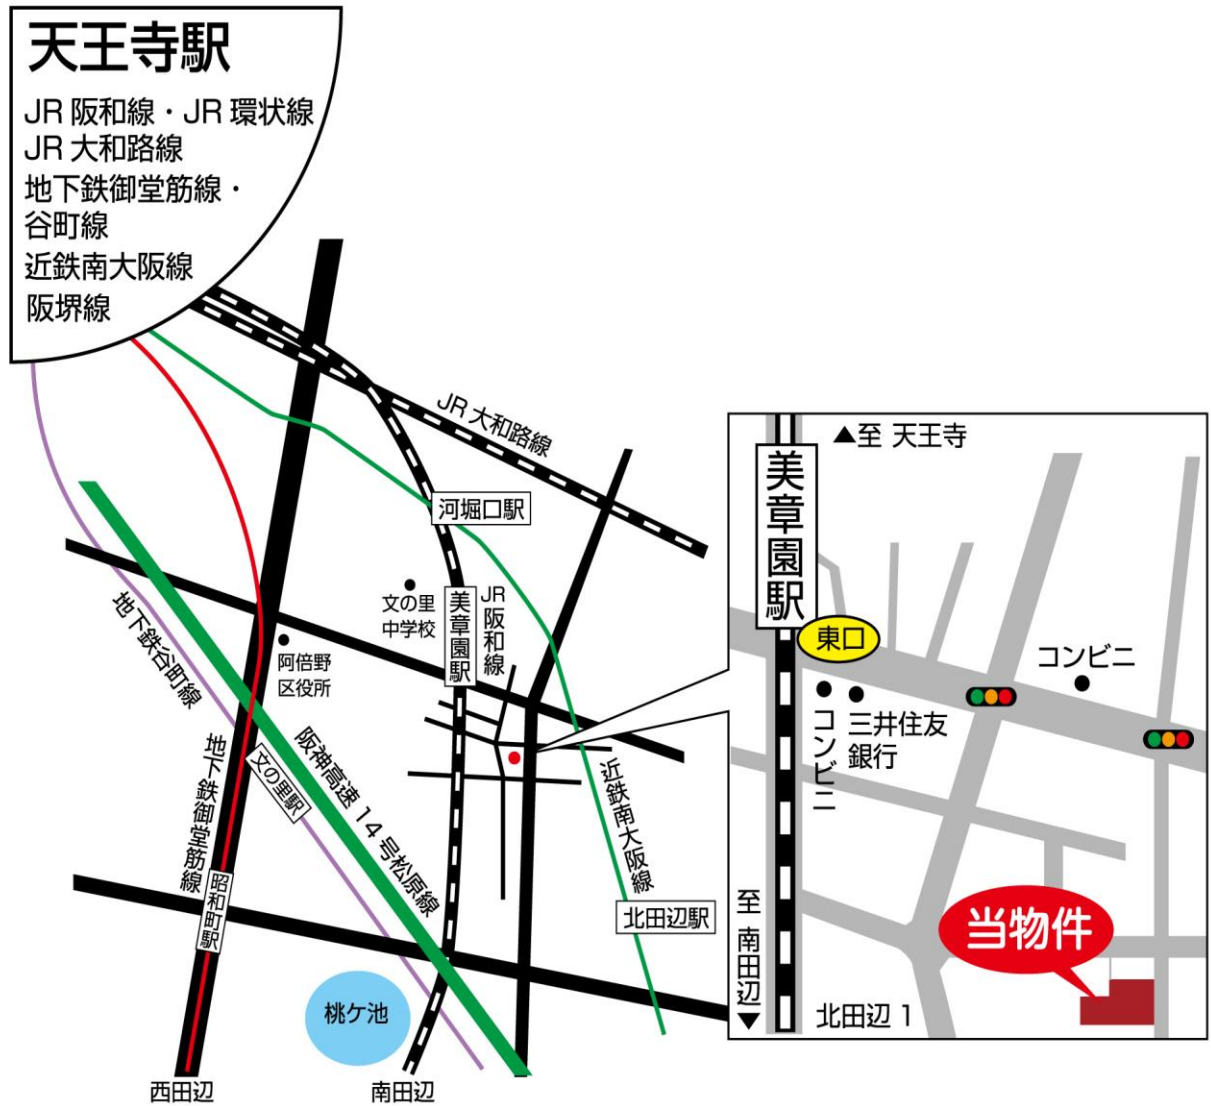 天王寺駅
JR 阪和線・JR 環状線
JR 大和路線
地下鉄御堂筋線・
谷町線
近鉄南大阪線
阪堺線
JR 大和路線
河堀口駅
文の里
中学校
美章園駅
JR阪和線
地下鉄谷町線
阿倍野
区役所
阪神高速 14 号松原線
文の里駅
地下鉄御堂筋線
近鉄南大阪線
昭和町駅
北田辺駅
桃ケ池
西田辺
南田辺
▲至 天王寺
美章園駅
東口
コンビニ
コンビニ
三井住友
銀行
当物件
至 南田辺▼
北田辺 1